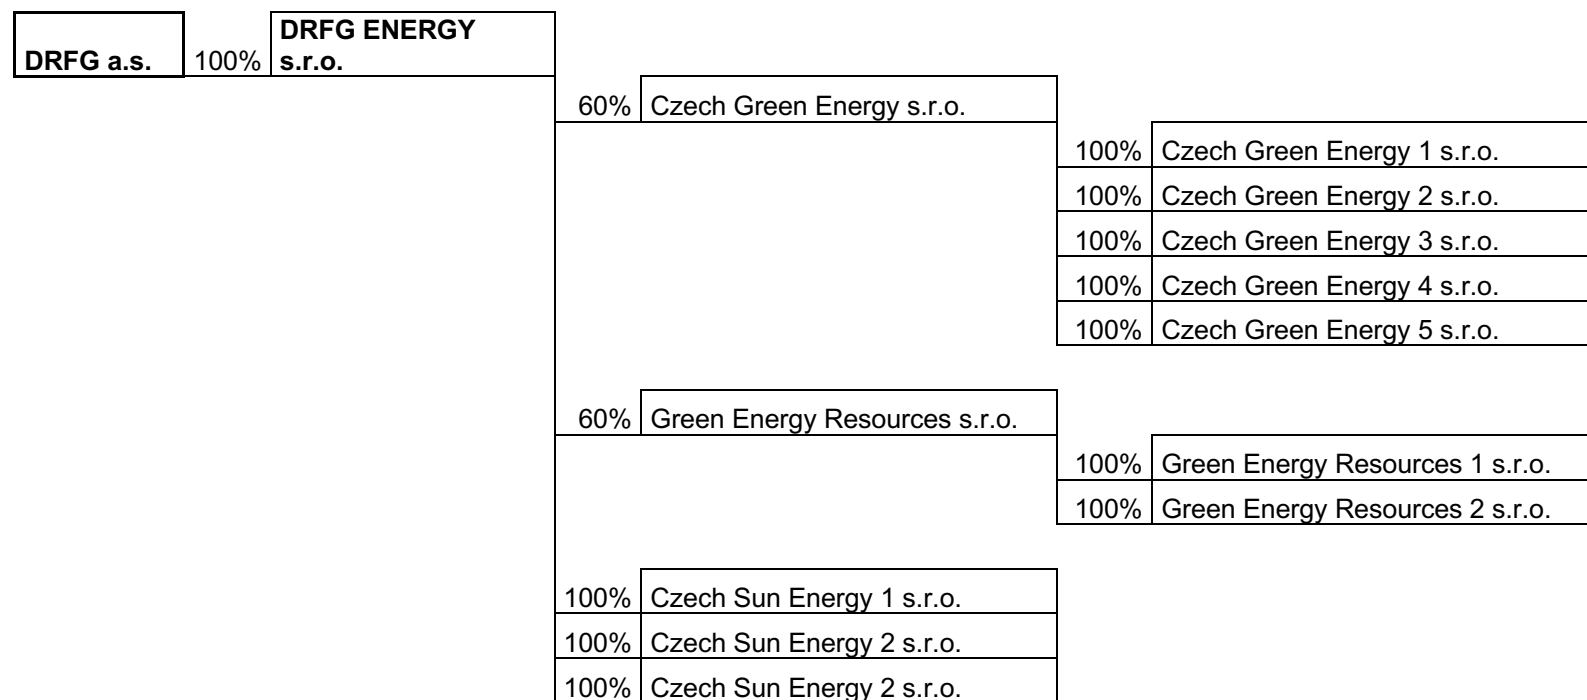 DRFG ENERGY
DRFG a.s. 100% s.r.o.
60% Czech Green Energy s.r.o.
100% Czech Green Energy 1 s.r.o.
100% Czech Green Energy 2 s.r.o.
100% Czech Green Energy 3 s.r.o.
100% Czech Green Energy 4 s.r.o.
100% Czech Green Energy 5 s.r.o.
60% Green Energy Resources s.r.o.
100% Green Energy Resources 1 s.r.o.
100% Green Energy Resources 2 s.r.o.
100% Czech Sun Energy 1 s.r.o.
100% Czech Sun Energy 2 s.r.o.
100% Czech Sun Energy 2 s.r.o.